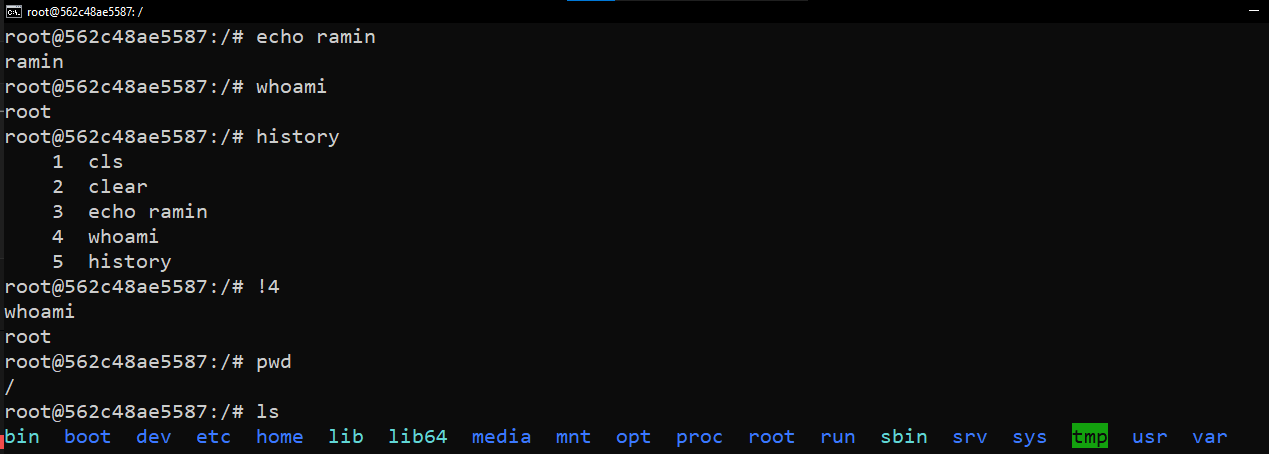 root@562c48ae5587: /
root@562c48ae5587:/# echo ramin
ramin
root@562c48ae5587:/# whoami
root
root@562c48ae5587:/# history
    1  cls
    2  clear
    3  echo ramin
    4  whoami
    5  history
root@562c48ae5587:/# !4
whoami
root
root@562c48ae5587:/# pwd
/
root@562c48ae5587:/# ls
bin  boot  dev  etc  home  lib  lib64  media  mnt  opt  proc  root  run  sbin  srv  sys  tmp  usr  var